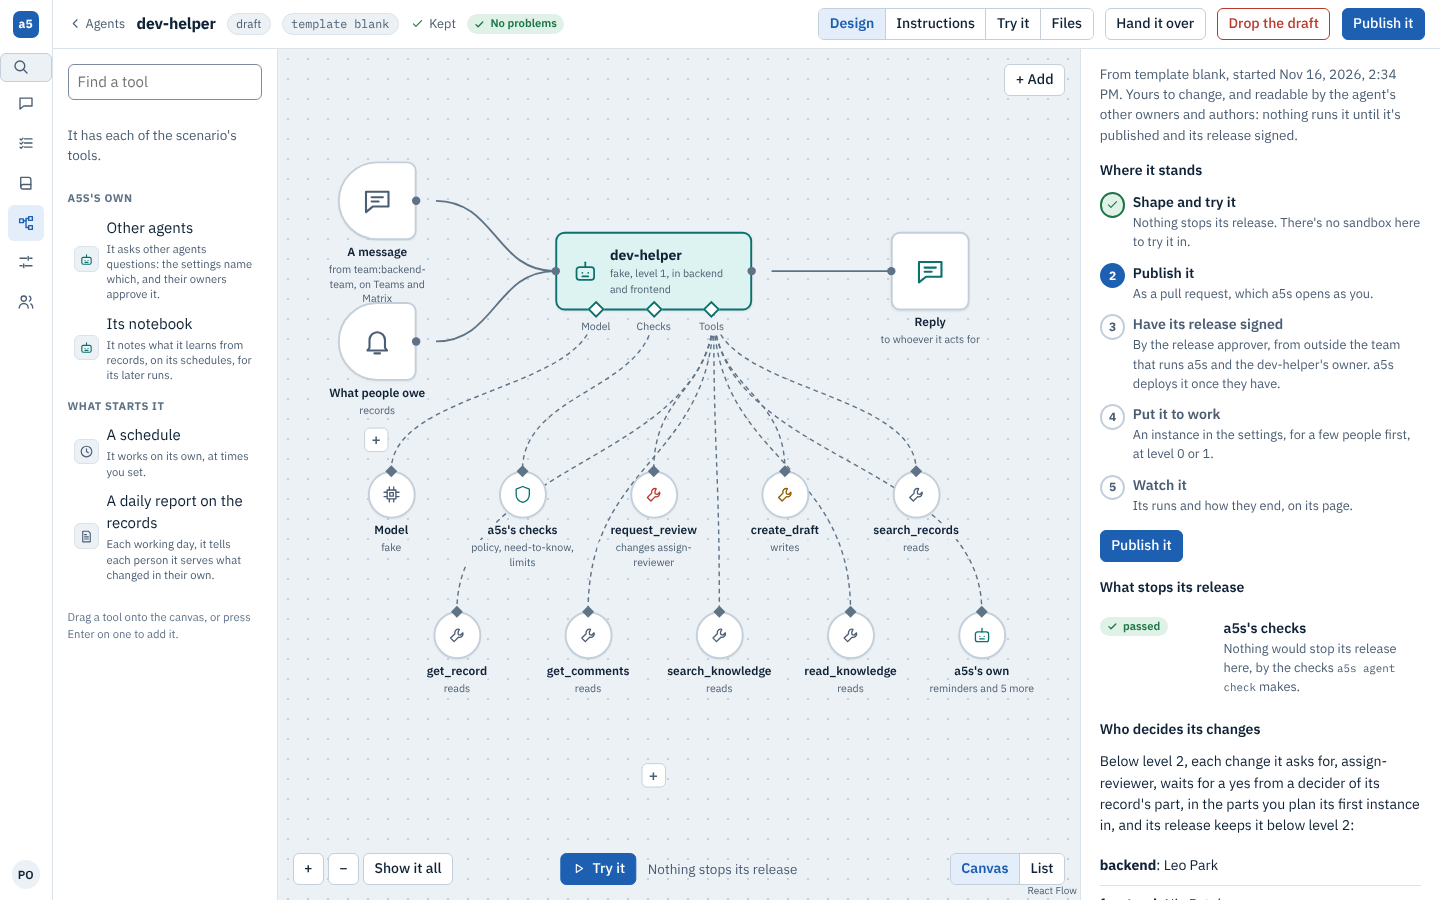 a5
Agents
dev-helper
draft
template blank
Kept
No problems
Design
Instructions
Try it
Files
Hand it over
Drop the draft
Publish it
Find a tool
It has each of the scenario's
tools.
A5S'S OWN
Other agents
It asks other agents
questions: the settings name
which, and their owners
approve it.
Its notebook
It notes what it learns from
records, on its schedules, for
its later runs.
WHAT STARTS IT
A schedule
It works on its own, at times
you set.
A daily report on the
records
Each working day, it tells
each person it serves what
changed in their own.
Drag a tool onto the canvas, or press
Enter on one to add it.
PO
+ Add
A message
from team:backend-
team, on Teams and
Matrix
What people owe
records
+
dev-helper
fake, level 1, in backend
and frontend
Model
Checks
Tools
Reply
to whoever it acts for
Model
fake
a5s's checks
policy, need-to-know,
limits
request_review
changes assign-
reviewer
create_draft
writes
search_records
reads
get_record
reads
get_comments
reads
search_knowledge
reads
read_knowledge
reads
a5s's own
reminders and 5 more
+
+
−
Show it all
Try it
Nothing stops its release
Canvas
List
React Flow
From template blank, started Nov 16, 2026, 2:34
PM. Yours to change, and readable by the agent's
other owners and authors: nothing runs it until it's
published and its release signed.
Where it stands
Shape and try it
Nothing stops its release. There's no sandbox here
to try it in.
2
Publish it
As a pull request, which a5s opens as you.
3
Have its release signed
By the release approver, from outside the team
that runs a5s and the dev-helper's owner. a5s
deploys it once they have.
4
Put it to work
An instance in the settings, for a few people first,
at level 0 or 1.
5
Watch it
Its runs and how they end, on its page.
Publish it
What stops its release
passed
a5s's checks
Nothing would stop its release
here, by the checks a5s agent
check makes.
Who decides its changes
Below level 2, each change it asks for, assign-
reviewer, waits for a yes from a decider of its
record's part, in the parts you plan its first instance
in, and its release keeps it below level 2:
backend: Leo Park